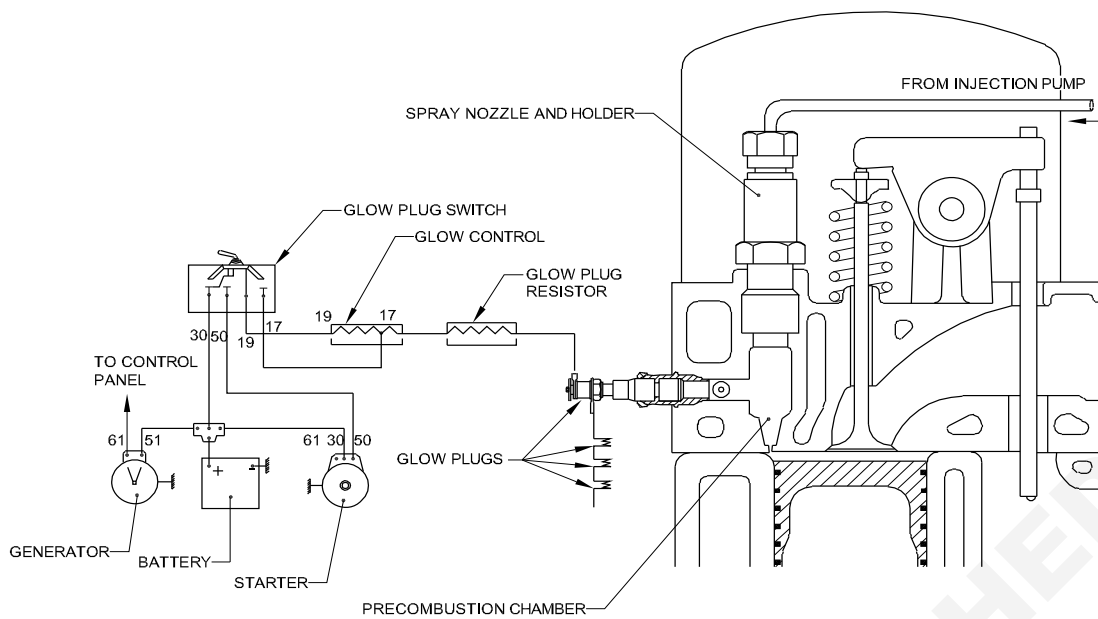 FROM INJECTION PUMP
SPRAY NOZZLE AND HOLDER
GLOW PLUG SWITCH
GLOW CONTROL
GLOW PLUG
RESISTOR
19
17
30
50
19
17
TO CONTROL
PANEL
61
51
61
30
50
GLOW PLUGS
GENERATOR
BATTERY
STARTER
PRECOMBUSTION CHAMBER